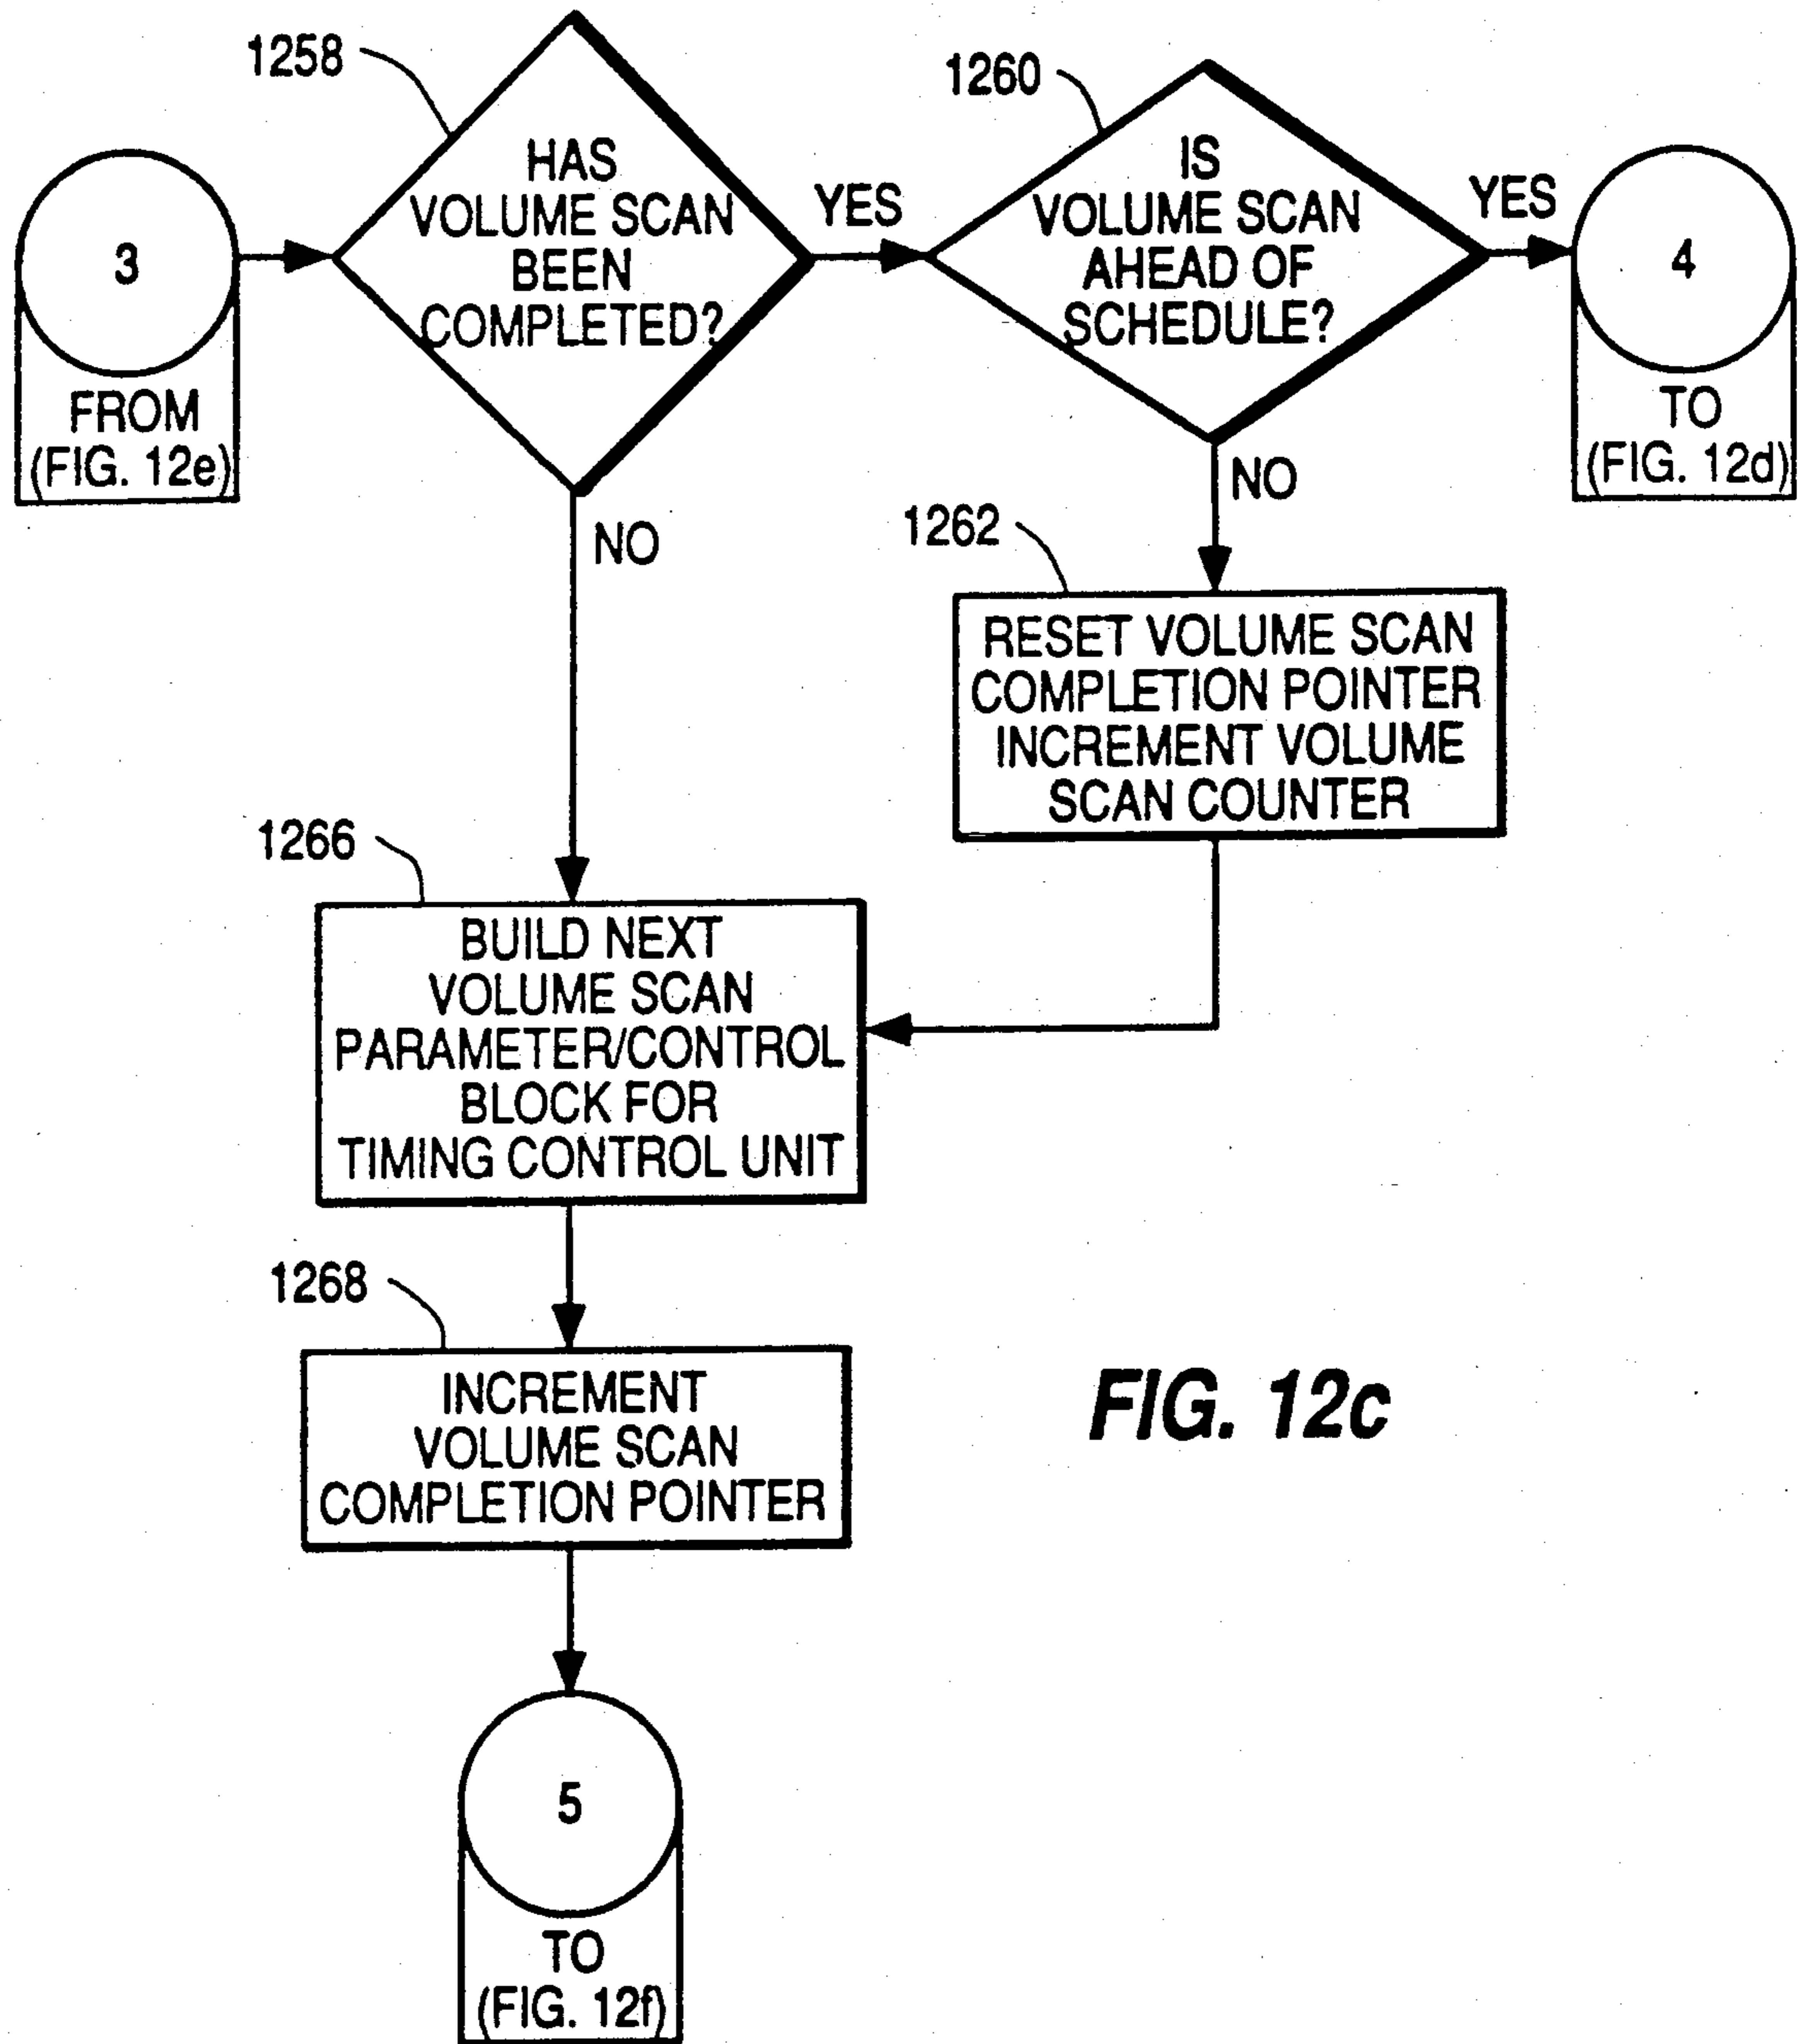 1258
HAS
VOLUME SCAN
BEEN
COMPLETED?
1260
IS
VOLUME SCAN
AHEAD OF
SCHEDULE?
3
FROM
(FIG. 12e)
YES
YES
4
TO
(FIG. 12d)
NO
NO
1262
RESET VOLUME SCAN
COMPLETION POINTER
INCREMENT VOLUME
SCAN COUNTER
1266
BUILD NEXT
VOLUME SCAN
PARAMETER/CONTROL
BLOCK FOR
TIMING CONTROL UNIT
1268
INCREMENT
VOLUME SCAN
COMPLETION POINTER
FIG. 12c
5
TO
(FIG. 12f)